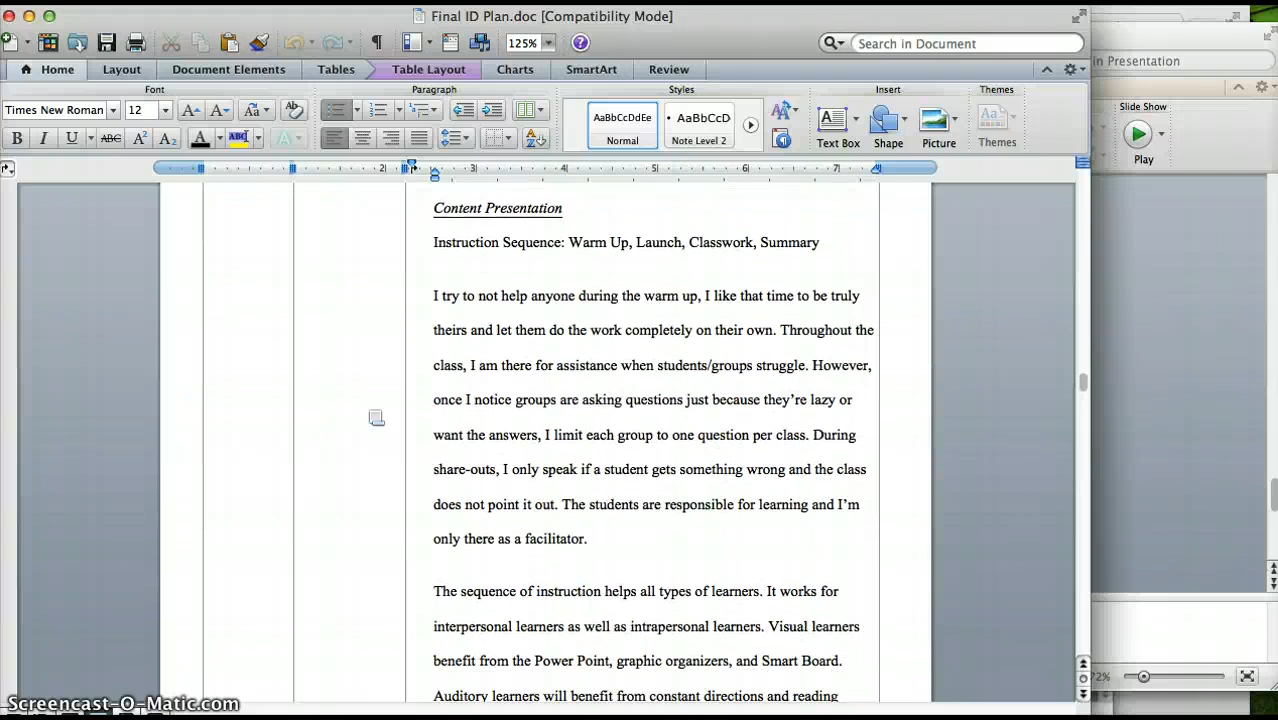 Final ID Plan.doc [Compatibility Mode]
125%
Search in Document
in Presentation
Home Layout Document Elements Tables Table Layout Charts SmartArt Review
Font Paragraph Styles Insert Themes
Slide Show
Times New Roman 12
AaBbCcDdEe
Normal
AaBbCcD
Note Level 2
Text Box Shape Picture Themes
Play
2 3 4 5 6 7
Content Presentation
Instruction Sequence: Warm Up, Launch, Classwork, Summary
I try to not help anyone during the warm up, I like that time to be truly
theirs and let them do the work completely on their own. Throughout the
class, I am there for assistance when students/groups struggle. However,
once I notice groups are asking questions just because they’re lazy or
want the answers, I limit each group to one question per class. During
share-outs, I only speak if a student gets something wrong and the class
does not point it out. The students are responsible for learning and I’m
only there as a facilitator.
The sequence of instruction helps all types of learners. It works for
interpersonal learners as well as intrapersonal learners. Visual learners
benefit from the Power Point, graphic organizers, and Smart Board.
Auditory learners will benefit from constant directions and reading
72%
Screencast-O-Matic.com